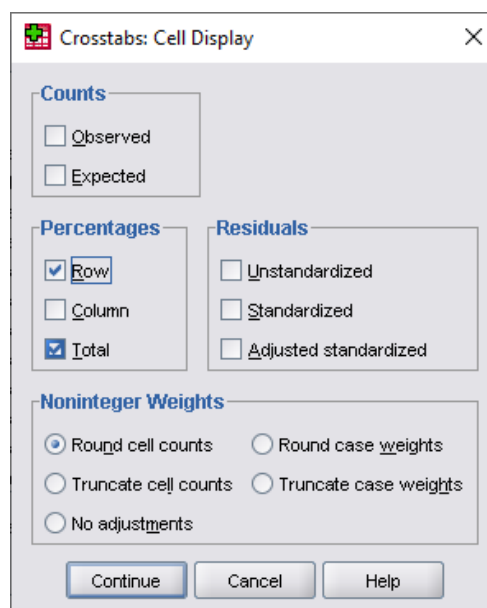 Crosstabs: Cell Display
Counts
Observed
Expected
Percentages
Row
Column
Total
Residuals
Unstandardized
Standardized
Adjusted standardized
Noninteger Weights
Round cell counts
Round case weights
Truncate cell counts
Truncate case weights
No adjustments
Continue
Cancel
Help